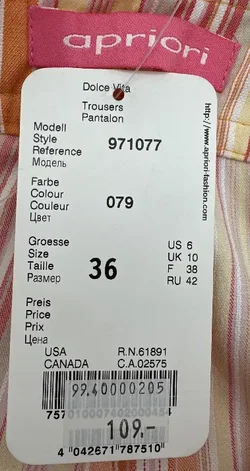 apriori
Dolce Vita
Trousers
Pantalon
http://www.apriori-fashion.com
Modell
Style
Reference 971077
Модель
Farbe
Colour
Couleur 079
Цвет
Groesse US 6
Size UK 10
Taille 36 F 38
Размер RU 42
Preis
Price
Prix
Цена
USA R.N.61891
CANADA C.A.02575
99.40000205
109.-
4 042671 787510